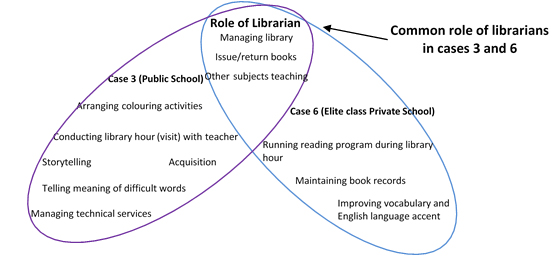 Role of Librarian
Managing library
Issue/return books
Other subjects teaching
Common role of librarians
in cases 3 and 6
Case 3 (Public School)
Arranging colouring activities
Conducting library hour (visit) with teacher
Storytelling
Acquisition
Telling meaning of difficult words
Managing technical services
Case 6 (Elite class Private School)
Running reading program during library
hour
Maintaining book records
Improving vocabulary and
English language accent